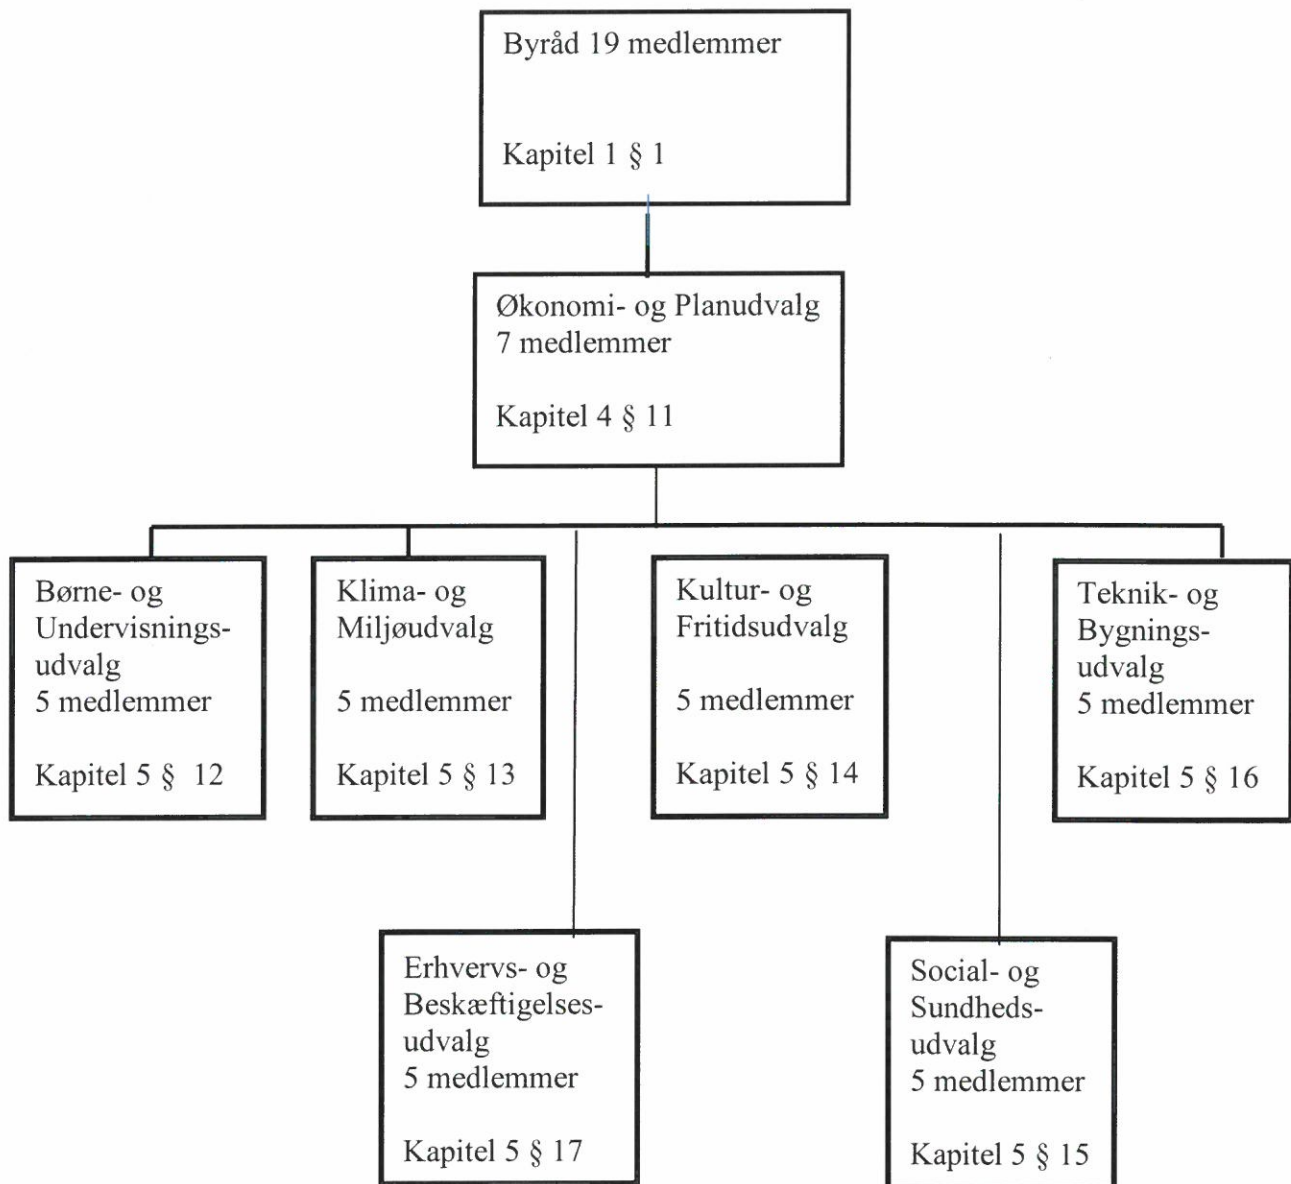 Byråd 19 medlemmer
Kapitel 1 § 1
Økonomi- og Planudvalg
7 medlemmer
Kapitel 4 § 11
Børne- og
Undervisnings-
udvalg
5 medlemmer
Kapitel 5 §  12
Klima- og
Miljøudvalg
5 medlemmer
Kapitel 5 § 13
Kultur- og
Fritidsudvalg
5 medlemmer
Kapitel 5 § 14
Teknik- og
Bygnings-
udvalg
5 medlemmer
Kapitel 5 § 16
Erhvervs- og
Beskæftigelses-
udvalg
5 medlemmer
Kapitel 5 § 17
Social- og
Sundheds-
udvalg
5 medlemmer
Kapitel 5 § 15